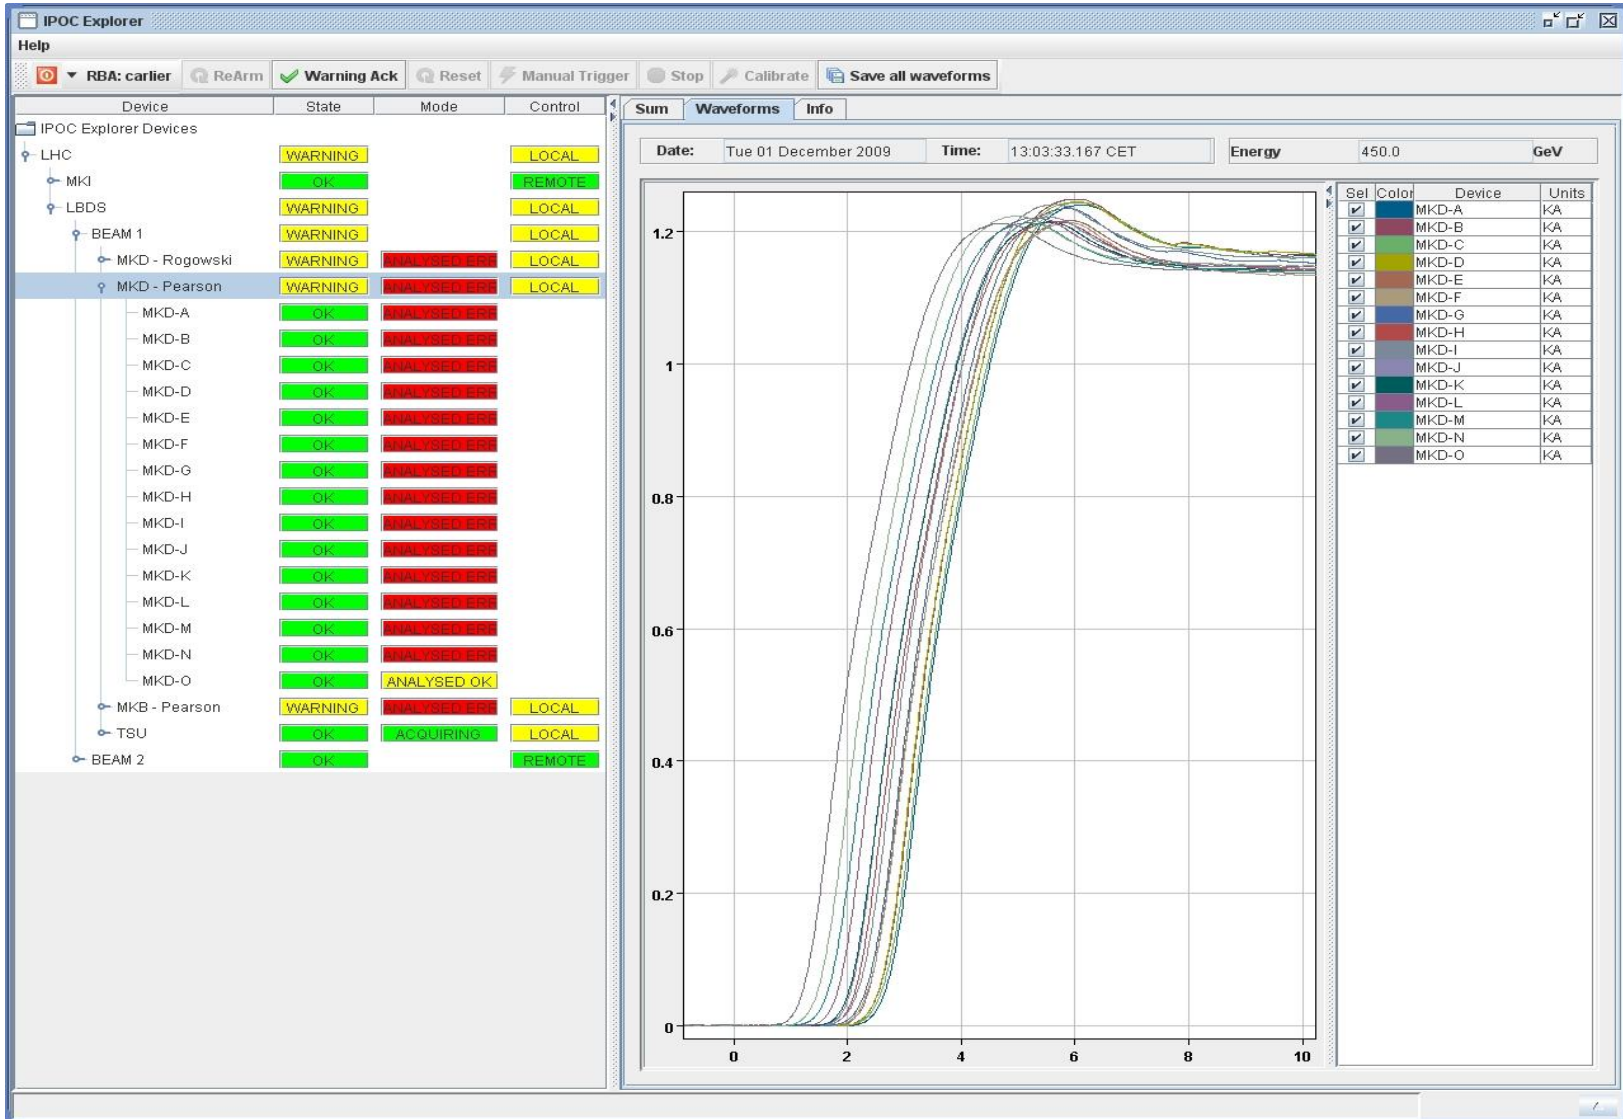 IPOC Explorer
Help
RBA: carlier ReArm Warning Ack Reset Manual Trigger Stop Calibrate Save all waveforms
Device State Mode Control
IPOC Explorer Devices
LHC WARNING LOCAL
MKI OK REMOTE
LBDS WARNING LOCAL
BEAM 1 WARNING LOCAL
MKD - Rogowski WARNING ANALYSED ERR LOCAL
MKD - Pearson WARNING ANALYSED ERR LOCAL
MKD-A OK ANALYSED ERR
MKD-B OK ANALYSED ERR
MKD-C OK ANALYSED ERR
MKD-D OK ANALYSED ERR
MKD-E OK ANALYSED ERR
MKD-F OK ANALYSED ERR
MKD-G OK ANALYSED ERR
MKD-H OK ANALYSED ERR
MKD-I OK ANALYSED ERR
MKD-J OK ANALYSED ERR
MKD-K OK ANALYSED ERR
MKD-L OK ANALYSED ERR
MKD-M OK ANALYSED ERR
MKD-N OK ANALYSED ERR
MKD-O OK ANALYSED OK
MKB - Pearson WARNING ANALYSED ERR LOCAL
TSU OK ACQUIRING LOCAL
BEAM 2 OK REMOTE
Sum Waveforms Info
Date: Tue 01 December 2009 Time: 13:03:33.167 CET Energy 450.0 GeV
1.2
1
0.8
0.6
0.4
0.2
0
0 2 4 6 8 10
Sel Color Device Units
MKD-A KA
MKD-B KA
MKD-C KA
MKD-D KA
MKD-E KA
MKD-F KA
MKD-G KA
MKD-H KA
MKD-I KA
MKD-J KA
MKD-K KA
MKD-L KA
MKD-M KA
MKD-N KA
MKD-O KA